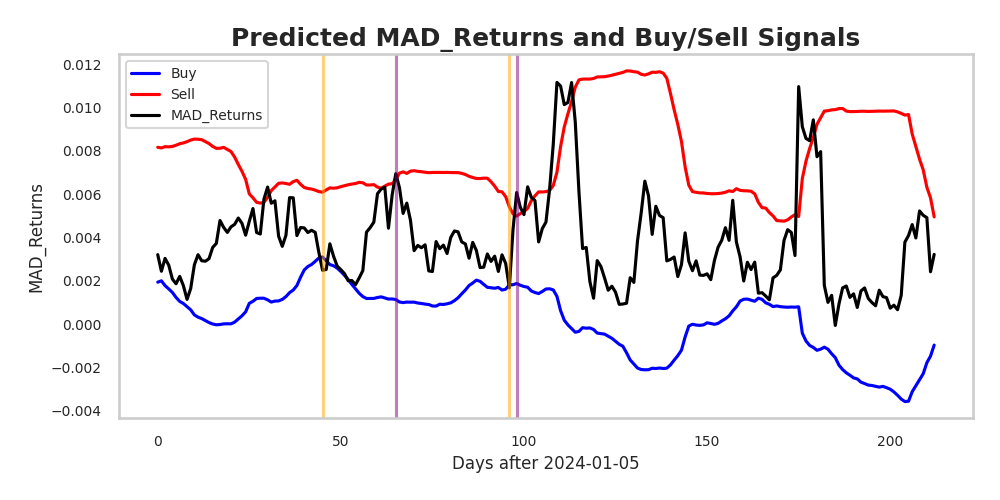 Predicted MAD_Returns and Buy/Sell Signals
Buy
Sell
MAD_Returns
0.012
0.010
0.008
0.006
0.004
0.002
0.000
−0.002
−0.004
MAD_Returns
0 50 100 150 200
Days after 2024-01-05